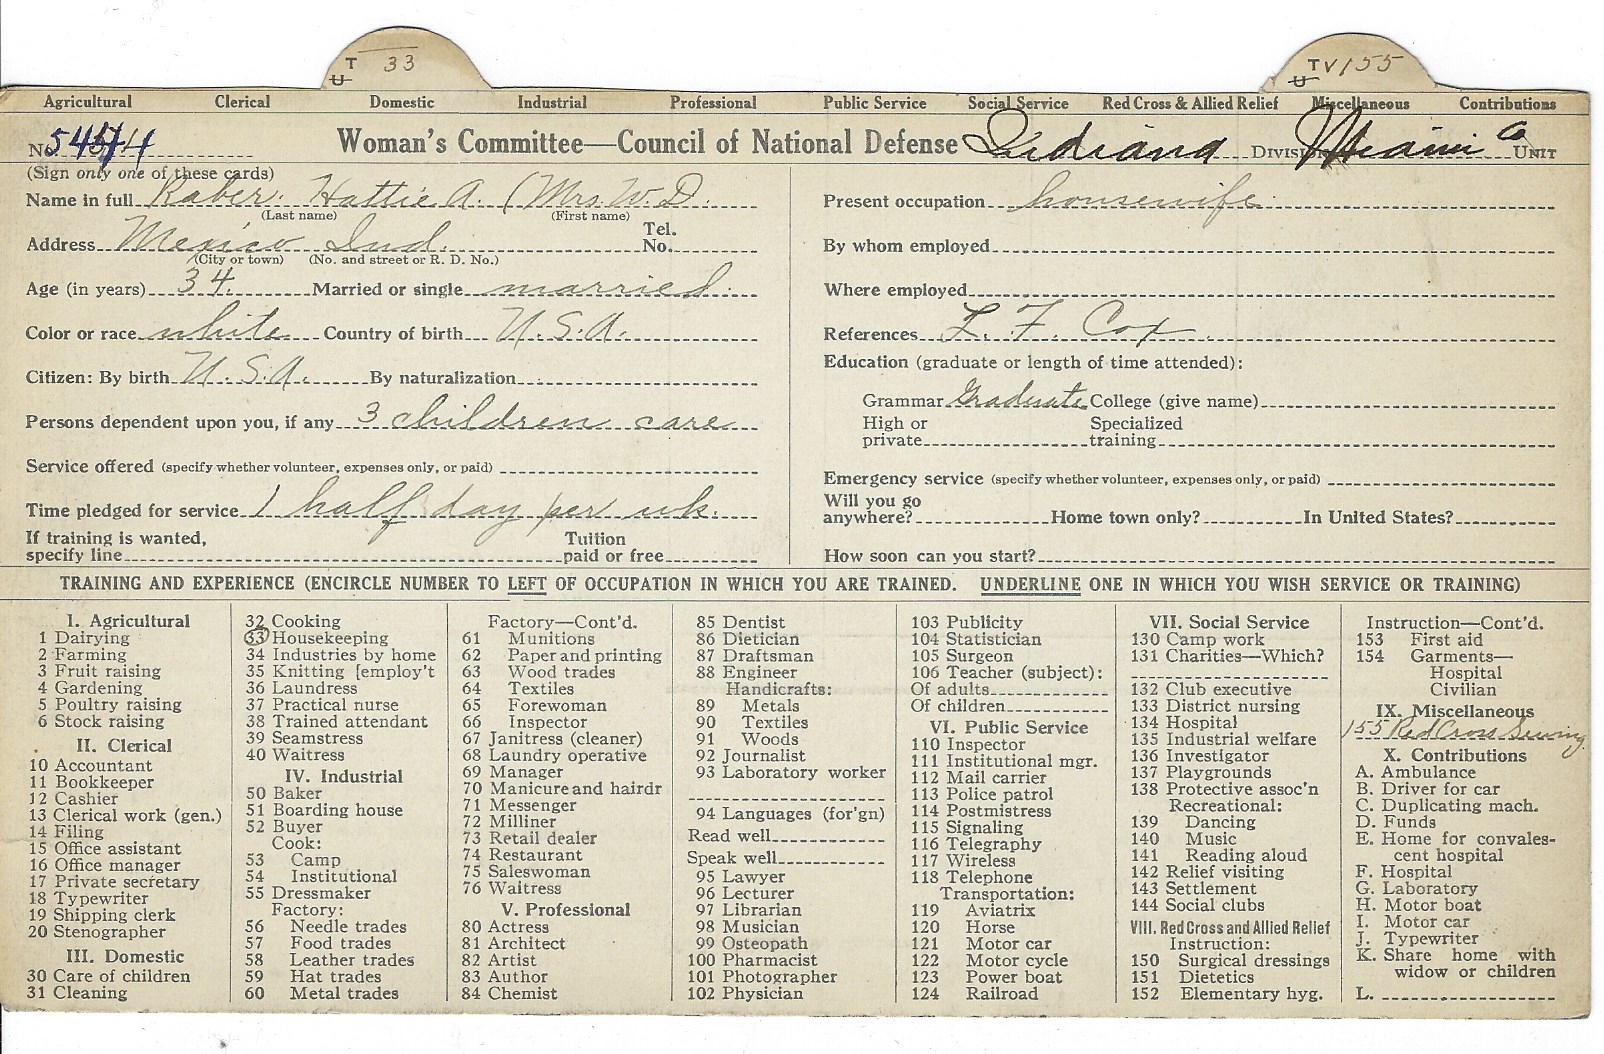 T 33
U
T V155
U
Agricultural Clerical Domestic Industrial Professional Public Service Social Service Red Cross & Allied Relief Miscellaneous Contributions
No. Woman's Committee—Council of National Defense Indiana Division Miami Co Unit
(Sign only one of these cards)
Name in full Raber. Hattie A. (Mrs. W. D.
(Last name) (First name)
Address Mexico Ind. Tel. No.
(City or town) (No. and street or R. D. No.)
Age (in years) 34. Married or single married.
Color or race white Country of birth U.S.A.
Citizen: By birth U.S.A. By naturalization
Persons dependent upon you, if any 3 children care
Service offered (specify whether volunteer, expenses only, or paid)
Time pledged for service 1 half day per wk.
If training is wanted, specify line Tuition paid or free
Present occupation housewife.
By whom employed
Where employed
References L. F. Cox.
Education (graduate or length of time attended):
Grammar Graduate College (give name)
High or private Specialized training
Emergency service (specify whether volunteer, expenses only, or paid)
Will you go anywhere? Home town only? In United States?
How soon can you start?
TRAINING AND EXPERIENCE (ENCIRCLE NUMBER TO LEFT OF OCCUPATION IN WHICH YOU ARE TRAINED. UNDERLINE ONE IN WHICH YOU WISH SERVICE OR TRAINING)
I. Agricultural
1 Dairying
2 Farming
3 Fruit raising
4 Gardening
5 Poultry raising
6 Stock raising
II. Clerical
10 Accountant
11 Bookkeeper
12 Cashier
13 Clerical work (gen.)
14 Filing
15 Office assistant
16 Office manager
17 Private secretary
18 Typewriter
19 Shipping clerk
20 Stenographer
III. Domestic
30 Care of children
31 Cleaning
32 Cooking
33 Housekeeping
34 Industries by home
35 Knitting [employ't
36 Laundress
37 Practical nurse
38 Trained attendant
39 Seamstress
40 Waitress
IV. Industrial
50 Baker
51 Boarding house
52 Buyer
Cook:
53 Camp
54 Institutional
55 Dressmaker
Factory:
56 Needle trades
57 Food trades
58 Leather trades
59 Hat trades
60 Metal trades
Factory—Cont'd.
61 Munitions
62 Paper and printing
63 Wood trades
64 Textiles
65 Forewoman
66 Inspector
67 Janitress (cleaner)
68 Laundry operative
69 Manager
70 Manicure and hairdr
71 Messenger
72 Milliner
73 Retail dealer
74 Restaurant
75 Saleswoman
76 Waitress
V. Professional
80 Actress
81 Architect
82 Artist
83 Author
84 Chemist
85 Dentist
86 Dietician
87 Draftsman
88 Engineer
Handicrafts:
89 Metals
90 Textiles
91 Woods
92 Journalist
93 Laboratory worker
94 Languages (for'gn)
Read well
Speak well
95 Lawyer
96 Lecturer
97 Librarian
98 Musician
99 Osteopath
100 Pharmacist
101 Photographer
102 Physician
103 Publicity
104 Statistician
105 Surgeon
106 Teacher (subject):
Of adults
Of children
VI. Public Service
110 Inspector
111 Institutional mgr.
112 Mail carrier
113 Police patrol
114 Postmistress
115 Signaling
116 Telegraphy
117 Wireless
118 Telephone
Transportation:
119 Aviatrix
120 Horse
121 Motor car
122 Motor cycle
123 Power boat
124 Railroad
VII. Social Service
130 Camp work
131 Charities—Which?
132 Club executive
133 District nursing
134 Hospital
135 Industrial welfare
136 Investigator
137 Playgrounds
138 Protective assoc'n
Recreational:
139 Dancing
140 Music
141 Reading aloud
142 Relief visiting
143 Settlement
144 Social clubs
VIII. Red Cross and Allied Relief
Instruction:
150 Surgical dressings
151 Dietetics
152 Elementary hyg.
Instruction—Cont'd.
153 First aid
154 Garments—
Hospital
Civilian
IX. Miscellaneous
155 Red Cross Sewing
X. Contributions
A. Ambulance
B. Driver for car
C. Duplicating mach.
D. Funds
E. Home for convales-
cent hospital
F. Hospital
G. Laboratory
H. Motor boat
I. Motor car
J. Typewriter
K. Share home with
widow or children
L.